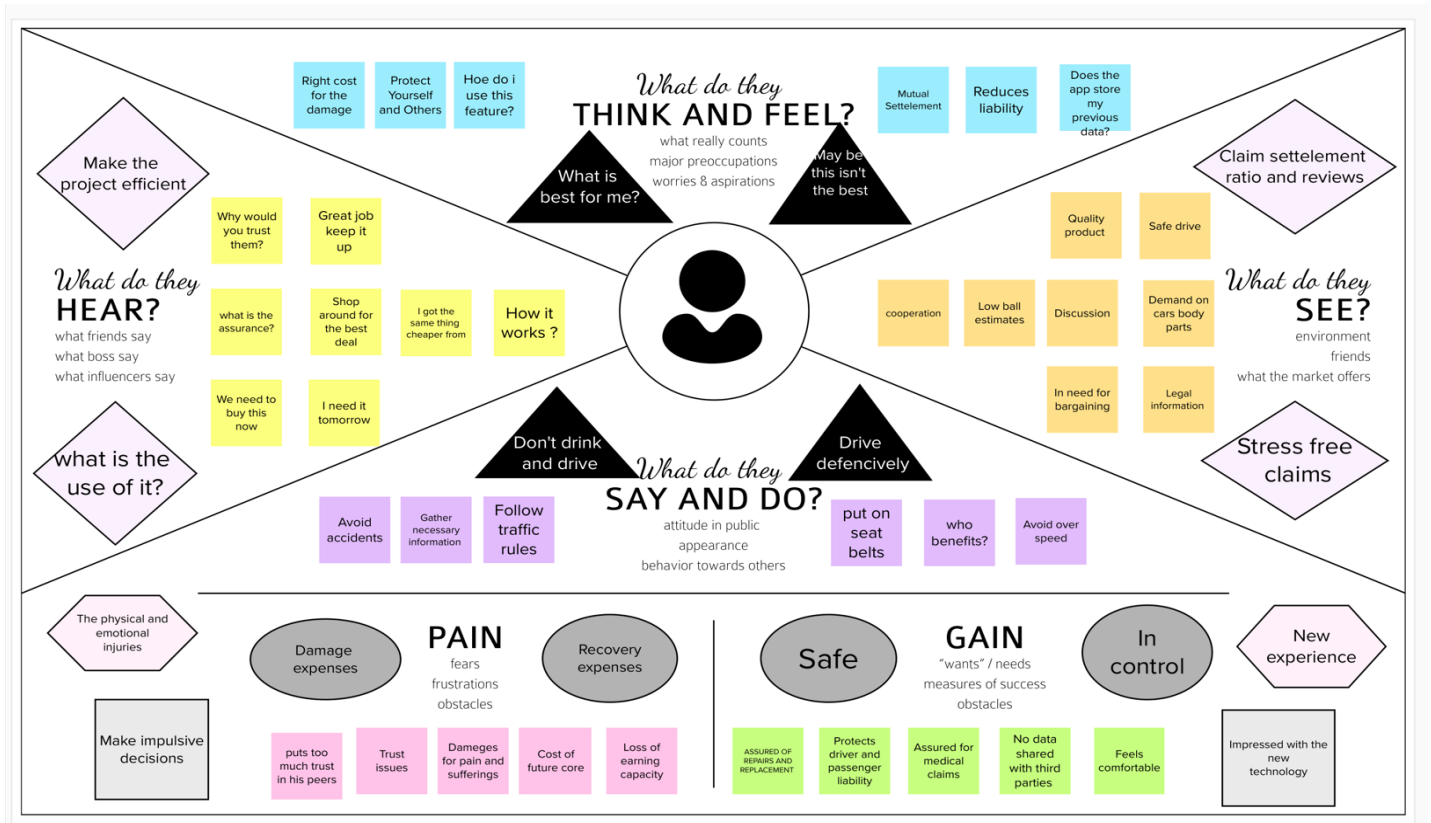 Right cost
for the
damage
Protect
Yourself
and Others
Hoe do i
use this
feature?
What do they
THINK AND FEEL?
what really counts
major preoccupations
worries & aspirations
What is
best for me?
May be
this isn't
the best
Mutual
Settelement
Reduces
liability
Does the
app store
my
previous
data?
Make the
project efficient
Why would
you trust
them?
Great job
keep it
up
What do they
HEAR?
what friends say
what boss say
what influencers say
what is the
assurance?
Shop
around for
the best
deal
I got the
same thing
cheaper from
How it
works ?
We need to
buy this
now
I need it
tomorrow
what is the
use of it?
Claim settelement
ratio and reviews
Quality
product
Safe drive
What do they
SEE?
environment
friends
what the market offers
cooperation
Low ball
estimates
Discussion
Demand on
cars body
parts
In need for
bargaining
Legal
information
Stress free
claims
Don't drink
and drive
Drive
defencively
What do they
SAY AND DO?
attitude in public
appearance
behavior towards others
Avoid
accidents
Gather
necessary
information
Follow
traffic
rules
put on
seat
belts
who
benefits?
Avoid over
speed
The physical and
emotional
injuries
Damage
expenses
PAIN
fears
frustrations
obstacles
Recovery
expenses
Make impulsive
decisions
puts too
much trust
in his peers
Trust
issues
Dameges
for pain and
sufferings
Cost of
future core
Loss of
earning
capacity
Safe
GAIN
“wants” / needs
measures of success
obstacles
In
control
New
experience
ASSURED OF
REPAIRS AND
REPLACEMENT
Protects
driver and
passenger
liability
Assured for
medical
claims
No data
shared
with third
parties
Feels
comfortable
Impressed with the
new
technology